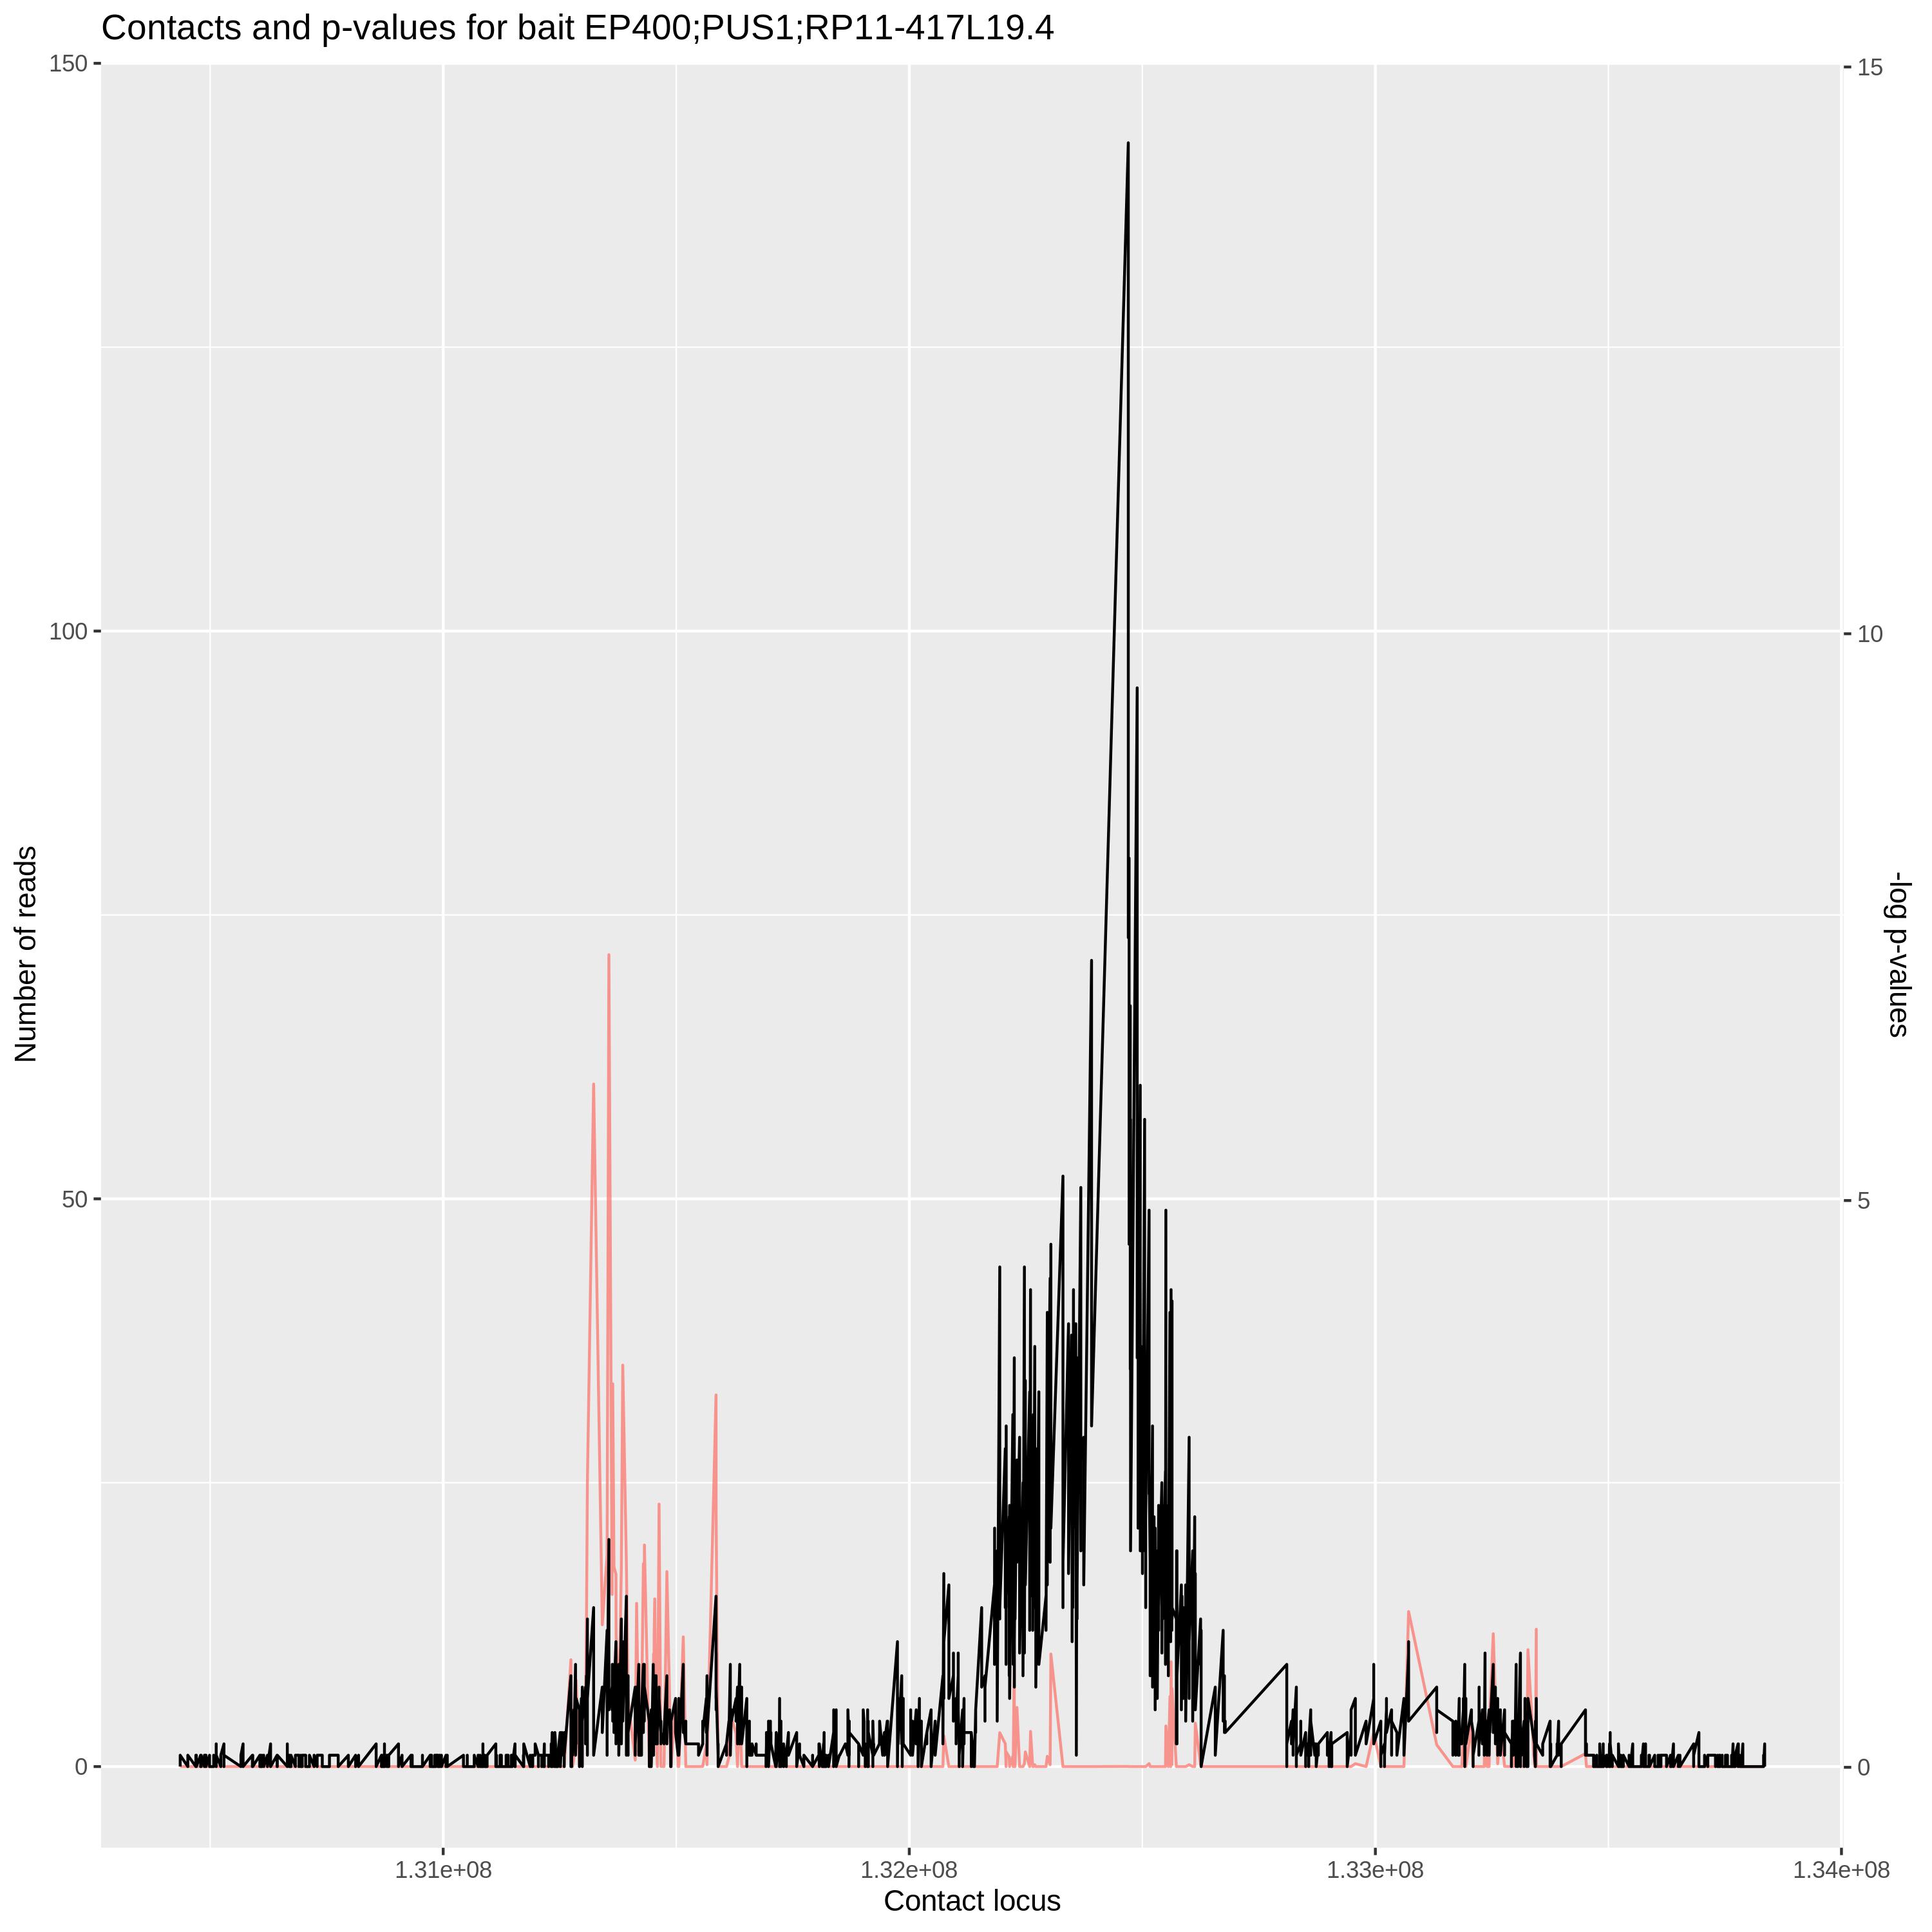 Contacts and p-values for bait EP400;PUS1;RP11-417L19.4
150
100
50
0
Number of reads
15
10
5
0
-log p-values
1.31e+08
1.32e+08
1.33e+08
1.34e+08
Contact locus